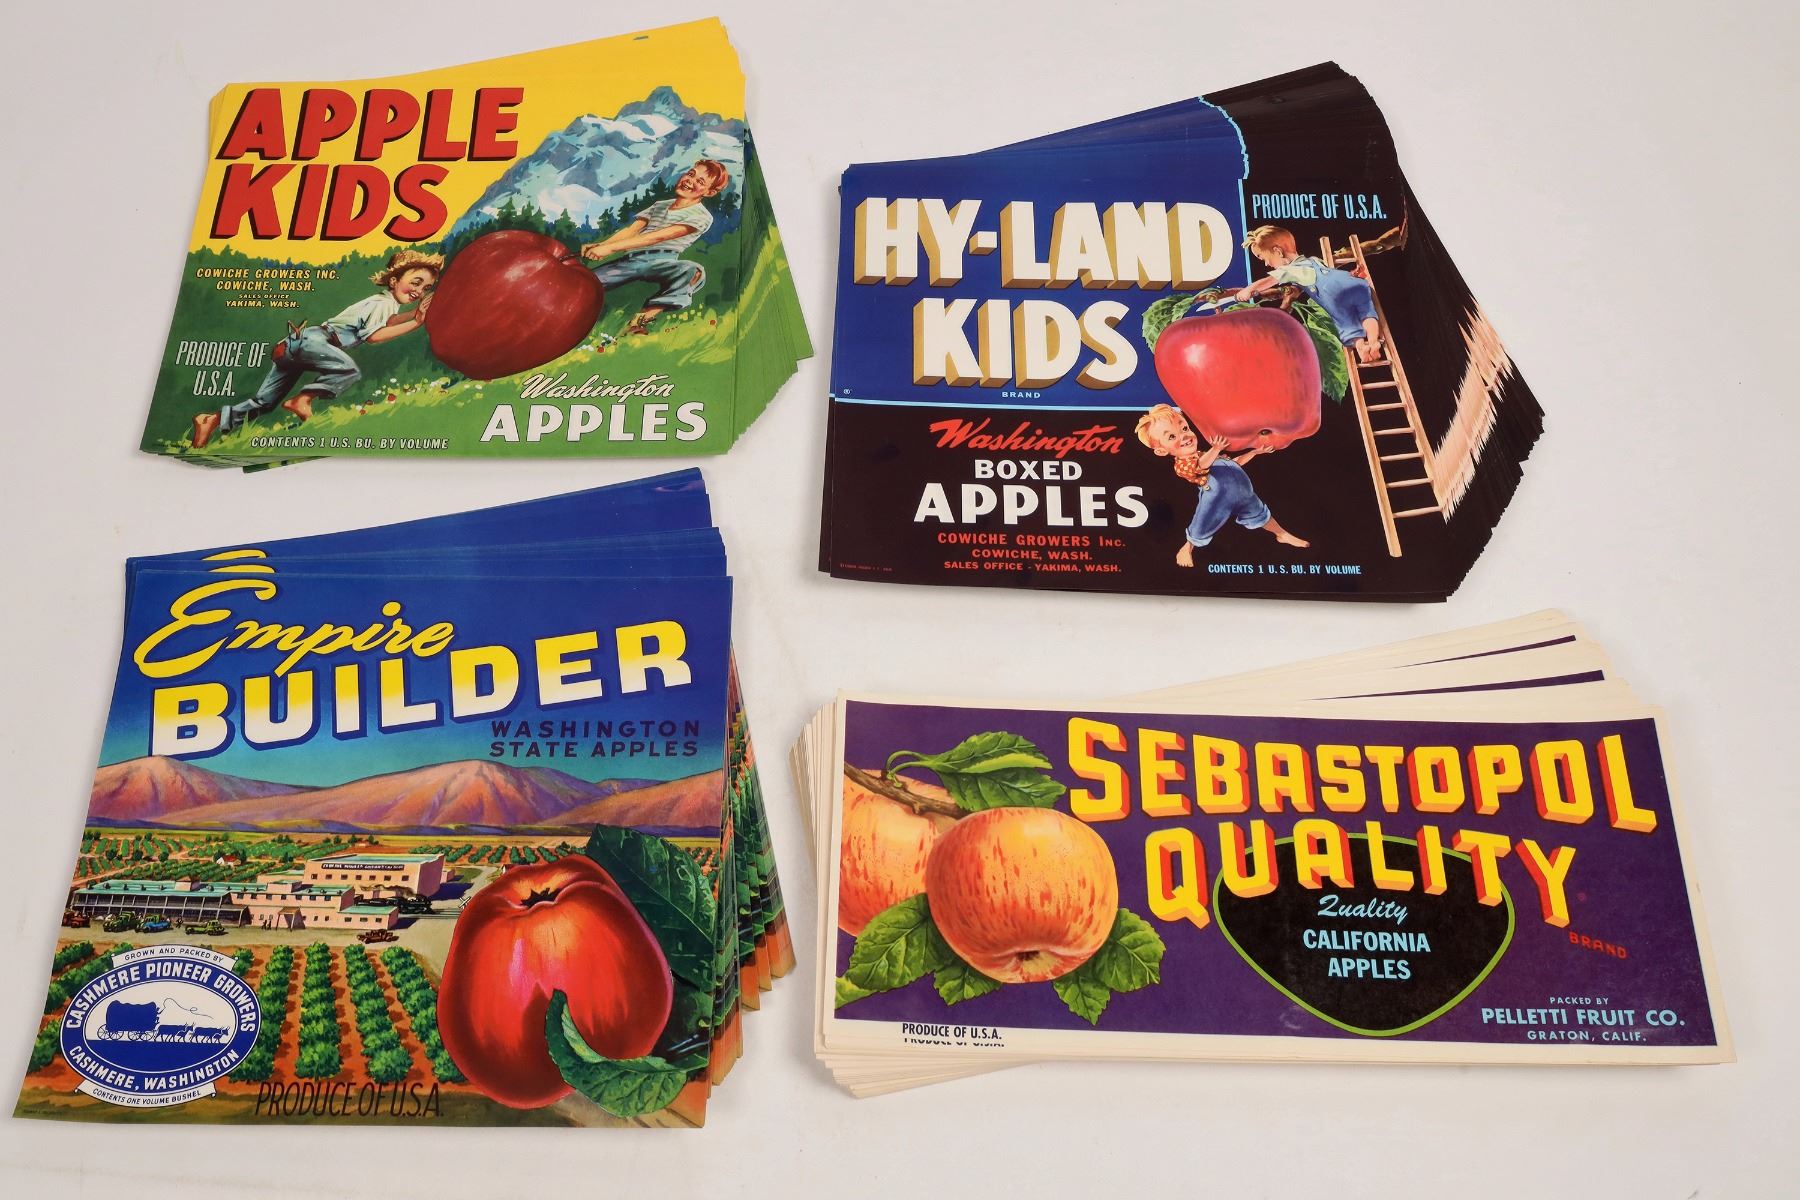 APPLE
KIDS
COWICHE GROWERS INC.
COWICHE, WASH.
SALES OFFICE
YAKIMA, WASH.
PRODUCE OF
U.S.A.
Washington
APPLES
CONTENTS 1 U.S. BU. BY VOLUME
HY-LAND
KIDS
BRAND
®
PRODUCE OF U.S.A.
Washington
BOXED
APPLES
COWICHE GROWERS INC.
COWICHE, WASH.
SALES OFFICE - YAKIMA, WASH.
CONTENTS 1 U.S. BU. BY VOLUME
Empire
BUILDER
WASHINGTON
STATE APPLES
GROWN AND PACKED BY
CASHMERE PIONEER GROWERS
CASHMERE, WASHINGTON
CONTENTS ONE VOLUME BUSHEL
PRODUCE OF U.S.A.
SEBASTOPOL
QUALITY
BRAND
Quality
CALIFORNIA
APPLES
PACKED BY
PELLETTI FRUIT CO.
GRATON, CALIF.
PRODUCE OF U.S.A.
PRODUCE OF U.S.A.